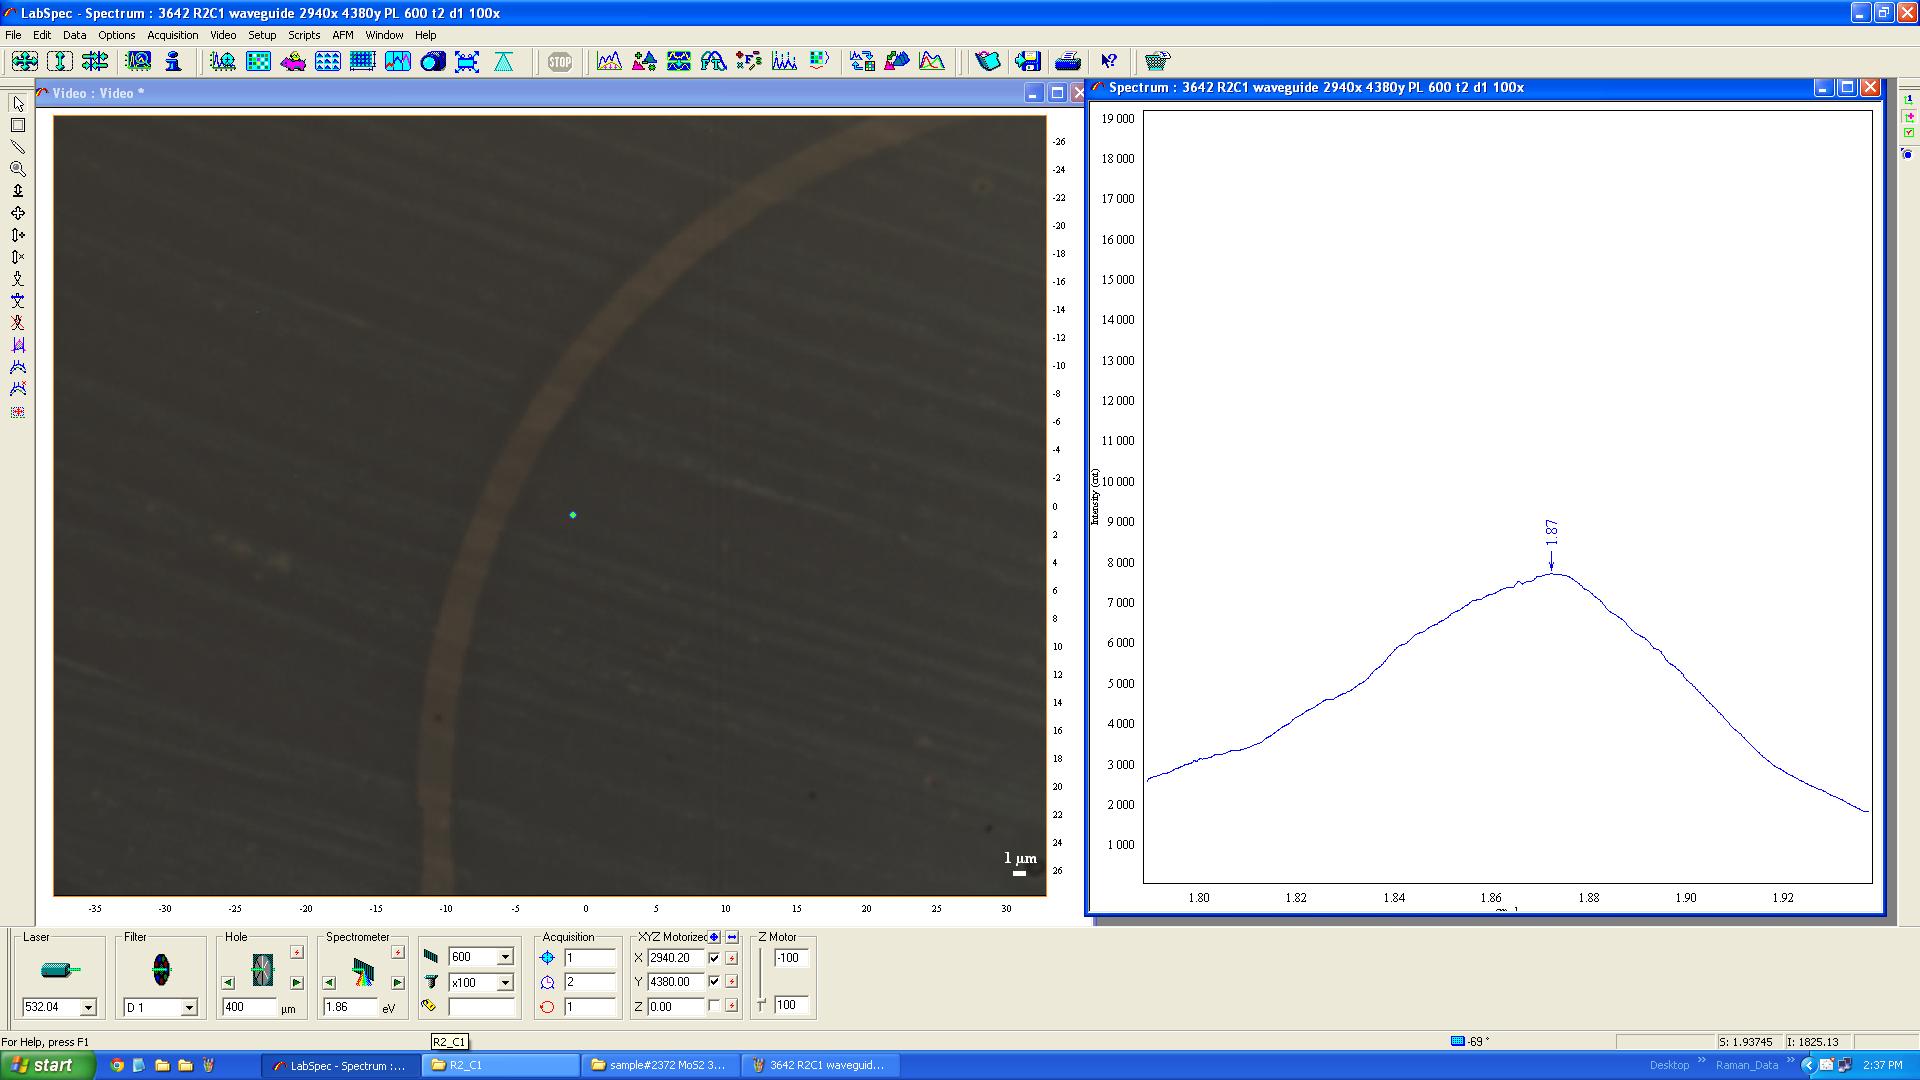 LabSpec - Spectrum : 3642 R2C1 waveguide 2940x 4380y PL 600 t2 d1 100x
File Edit Data Options Acquisition Video Setup Scripts AFM Window Help
STOP
Video : Video *
-26
-24
-22
-20
-18
-16
-14
-12
-10
-8
-6
-4
-2
0
2
4
6
8
10
12
14
16
18
20
22
24
26
1 µm
-35 -30 -25 -20 -15 -10 -5 0 5 10 15 20 25 30
Spectrum : 3642 R2C1 waveguide 2940x 4380y PL 600 t2 d1 100x
19 000
18 000
17 000
16 000
15 000
14 000
13 000
12 000
11 000
10 000
9 000
8 000
7 000
6 000
5 000
4 000
3 000
2 000
1 000
Intensity (cnt)
1.87
1.80 1.82 1.84 1.86 1.88 1.90 1.92
Laser
532.04
Filter
D 1
Hole
400 µm
Spectrometer
1.86 eV
600
x100
Acquisition
1
2
1
XYZ Motorized
X 2940.20
Y 4380.00
Z 0.00
Z Motor
-100
100
For Help, press F1
R2_C1
-69 °
S: 1.93745 I: 1825.13
start
LabSpec - Spectrum :...
R2_C1
sample#2372 MoS2 3...
3642 R2C1 waveguid...
Desktop »
Raman_Data »
2:37 PM